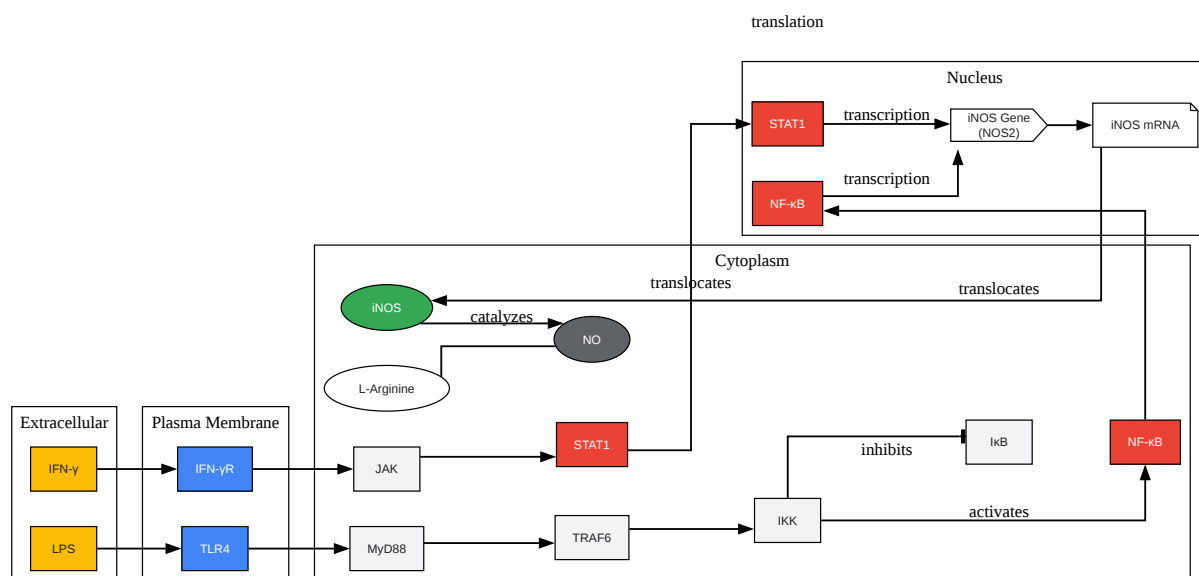 translation
Nucleus
STAT1
transcription
iNOS Gene
(NOS2)
iNOS mRNA
NF-κB
transcription
Cytoplasm
translocates
translocates
iNOS
catalyzes
NO
L-Arginine
Extracellular
Plasma Membrane
IFN-γ
IFN-γR
JAK
STAT1
inhibits
IκB
NF-κB
LPS
TLR4
MyD88
TRAF6
IKK
activates